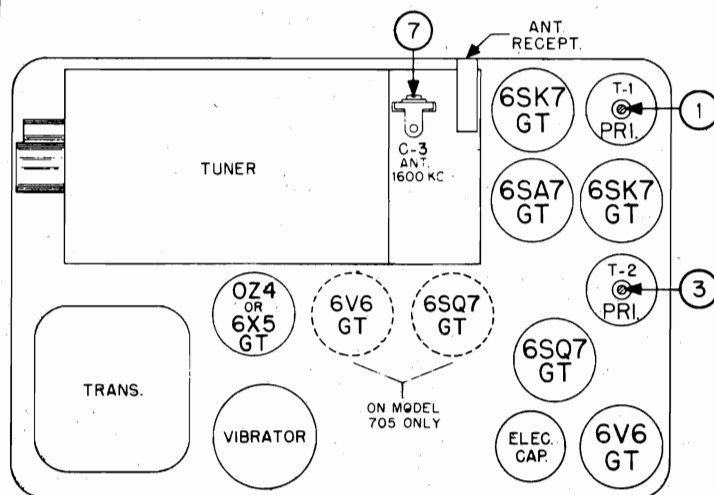 7
ANT.
RECEPT.
6SK7
GT
T-1
PRI.
1
C-3
ANT.
1600 KC
TUNER
6SA7
GT
6SK7
GT
T-2
PRI.
3
OZ4
OR
6X5
GT
6V6
GT
6SQ7
GT
6SQ7
GT
TRANS.
ON MODEL
705 ONLY
VIBRATOR
ELEC.
CAP.
6V6
GT